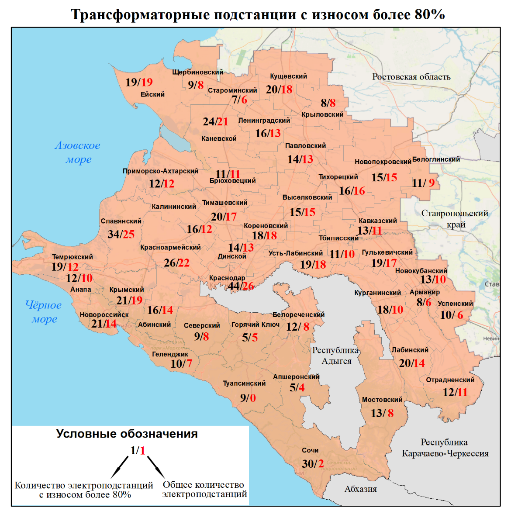 Трансформаторные подстанции с износом более 80%
Ростовская область
Щербиновский
9/8
Кущевский
20/18
19/19
Ейский
Староминский
7/6
8/8
Крыловский
24/21
Каневской
Ленинградский
16/13
Азовское
море
Павловский
14/13
Новопокровский
15/15
Белоглинский
11/9
Приморско-Ахтарский
12/12
11/11
Брюховецкий
Тихорецкий
16/16
Калининский
16/12
Тимашевский
20/17
Выселковский
15/15
Ставропольский
край
Славянский
34/25
Кореновский
18/18
Кавказский
13/11
Тбилисский
11/10
Красноармейский
26/22
14/13
Динской
Усть-Лабинский
19/18
Гулькевичский
19/17
Темрюкский
19/12
12/10
Анапа
Краснодар
44/26
Новокубанский
13/10
Чёрное
море
Крымский
21/19
Курганинский
18/10
Армавир
8/6
Успенский
10/6
Новороссийск
21/14
16/14
Абинский
Северский
9/8
Горячий Ключ
5/5
Белореченский
12/8
Республика
Адыгея
Лабинский
20/14
Геленджик
10/7
Апшеронский
5/4
Туапсинский
9/0
Отрадненский
12/11
Мостовский
13/8
Условные обозначения
1/1
Количество электроподстанций
с износом более 80%
Общее количество
электроподстанций
Сочи
30/2
Республика
Карачаево-Черкессия
Абхазия